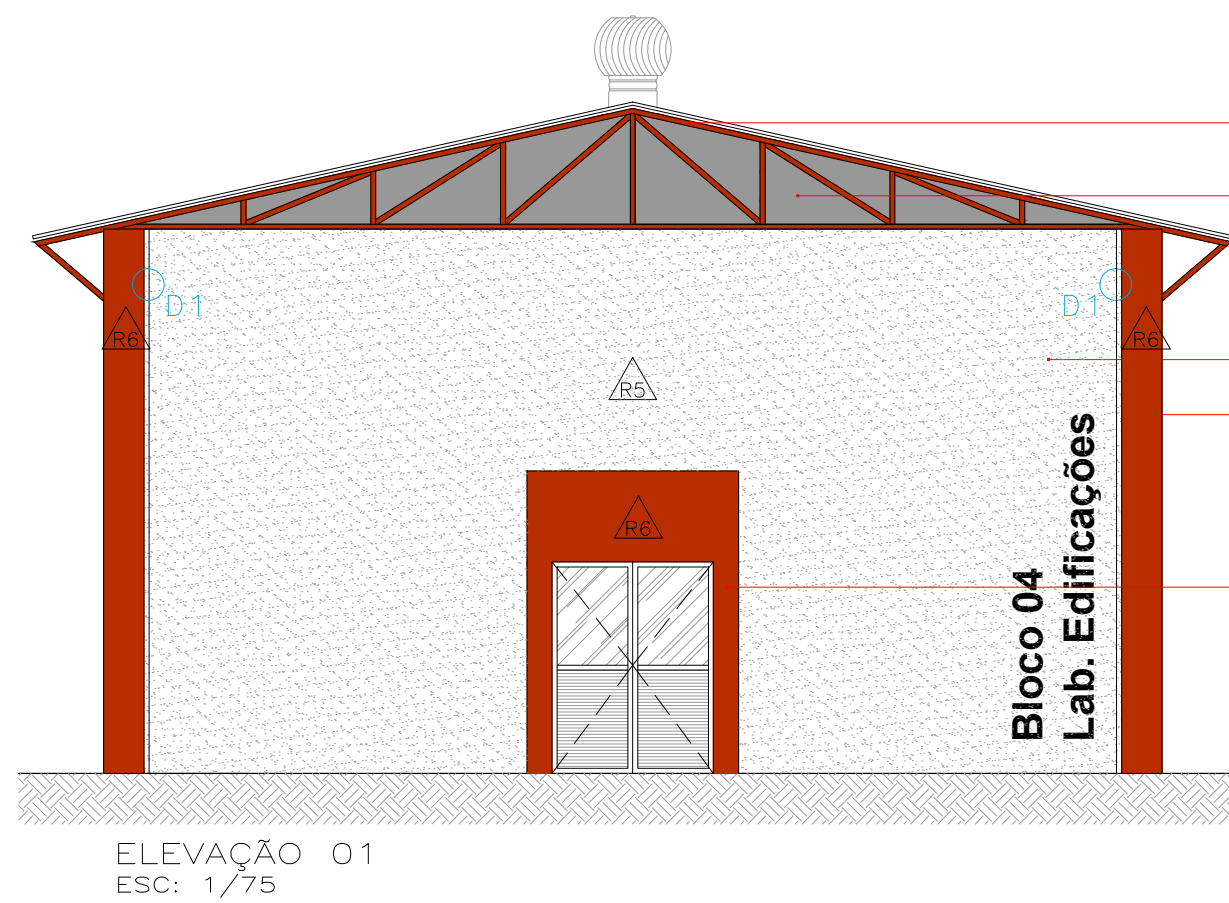 D1
D1
R6
R6
R5
R6
Bloco 04
Lab. Edificações
ELEVAÇÃO 01
ESC: 1/75